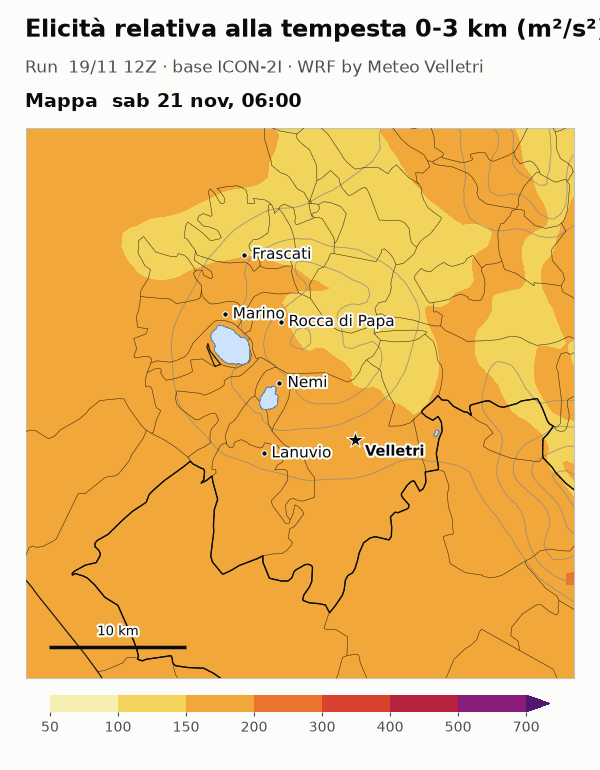 Elicità relativa alla tempesta 0-3 km (m²/s²)
Run  19/11 12Z · base ICON-2I · WRF by Meteo Velletri
Mappa  sab 21 nov, 06:00
Frascati
Marino
Rocca di Papa
Nemi
Velletri
Lanuvio
10 km
50 100 150 200 300 400 500 700